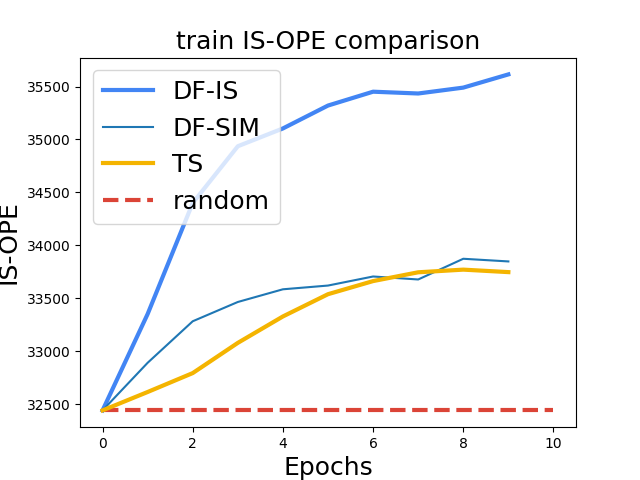 train IS-OPE comparison
35500
35000
34500
34000
33500
33000
32500
IS-OPE
DF-IS
DF-SIM
TS
random
0 2 4 6 8 10
Epochs